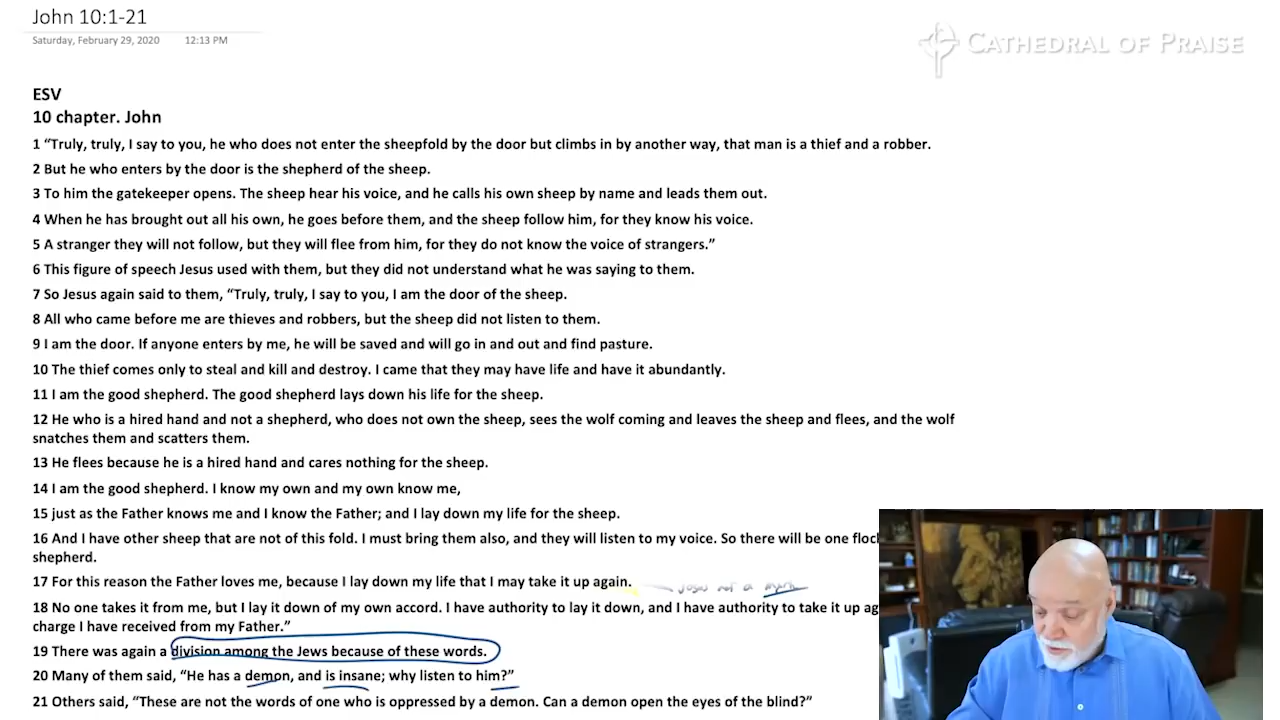 John 10:1-21
Saturday, February 29, 2020 12:13 PM
CATHEDRAL OF PRAISE
ESV
10 chapter. John
1 “Truly, truly, I say to you, he who does not enter the sheepfold by the door but climbs in by another way, that man is a thief and a robber.
2 But he who enters by the door is the shepherd of the sheep.
3 To him the gatekeeper opens. The sheep hear his voice, and he calls his own sheep by name and leads them out.
4 When he has brought out all his own, he goes before them, and the sheep follow him, for they know his voice.
5 A stranger they will not follow, but they will flee from him, for they do not know the voice of strangers.”
6 This figure of speech Jesus used with them, but they did not understand what he was saying to them.
7 So Jesus again said to them, “Truly, truly, I say to you, I am the door of the sheep.
8 All who came before me are thieves and robbers, but the sheep did not listen to them.
9 I am the door. If anyone enters by me, he will be saved and will go in and out and find pasture.
10 The thief comes only to steal and kill and destroy. I came that they may have life and have it abundantly.
11 I am the good shepherd. The good shepherd lays down his life for the sheep.
12 He who is a hired hand and not a shepherd, who does not own the sheep, sees the wolf coming and leaves the sheep and flees, and the wolf
snatches them and scatters them.
13 He flees because he is a hired hand and cares nothing for the sheep.
14 I am the good shepherd. I know my own and my own know me,
15 just as the Father knows me and I know the Father; and I lay down my life for the sheep.
16 And I have other sheep that are not of this fold. I must bring them also, and they will listen to my voice. So there will be one floc
shepherd.
17 For this reason the Father loves me, because I lay down my life that I may take it up again. Jesus not a
18 No one takes it from me, but I lay it down of my own accord. I have authority to lay it down, and I have authority to take it up ag
charge I have received from my Father.”
19 There was again a division among the Jews because of these words.
20 Many of them said, “He has a demon, and is insane; why listen to him?”
21 Others said, “These are not the words of one who is oppressed by a demon. Can a demon open the eyes of the blind?”